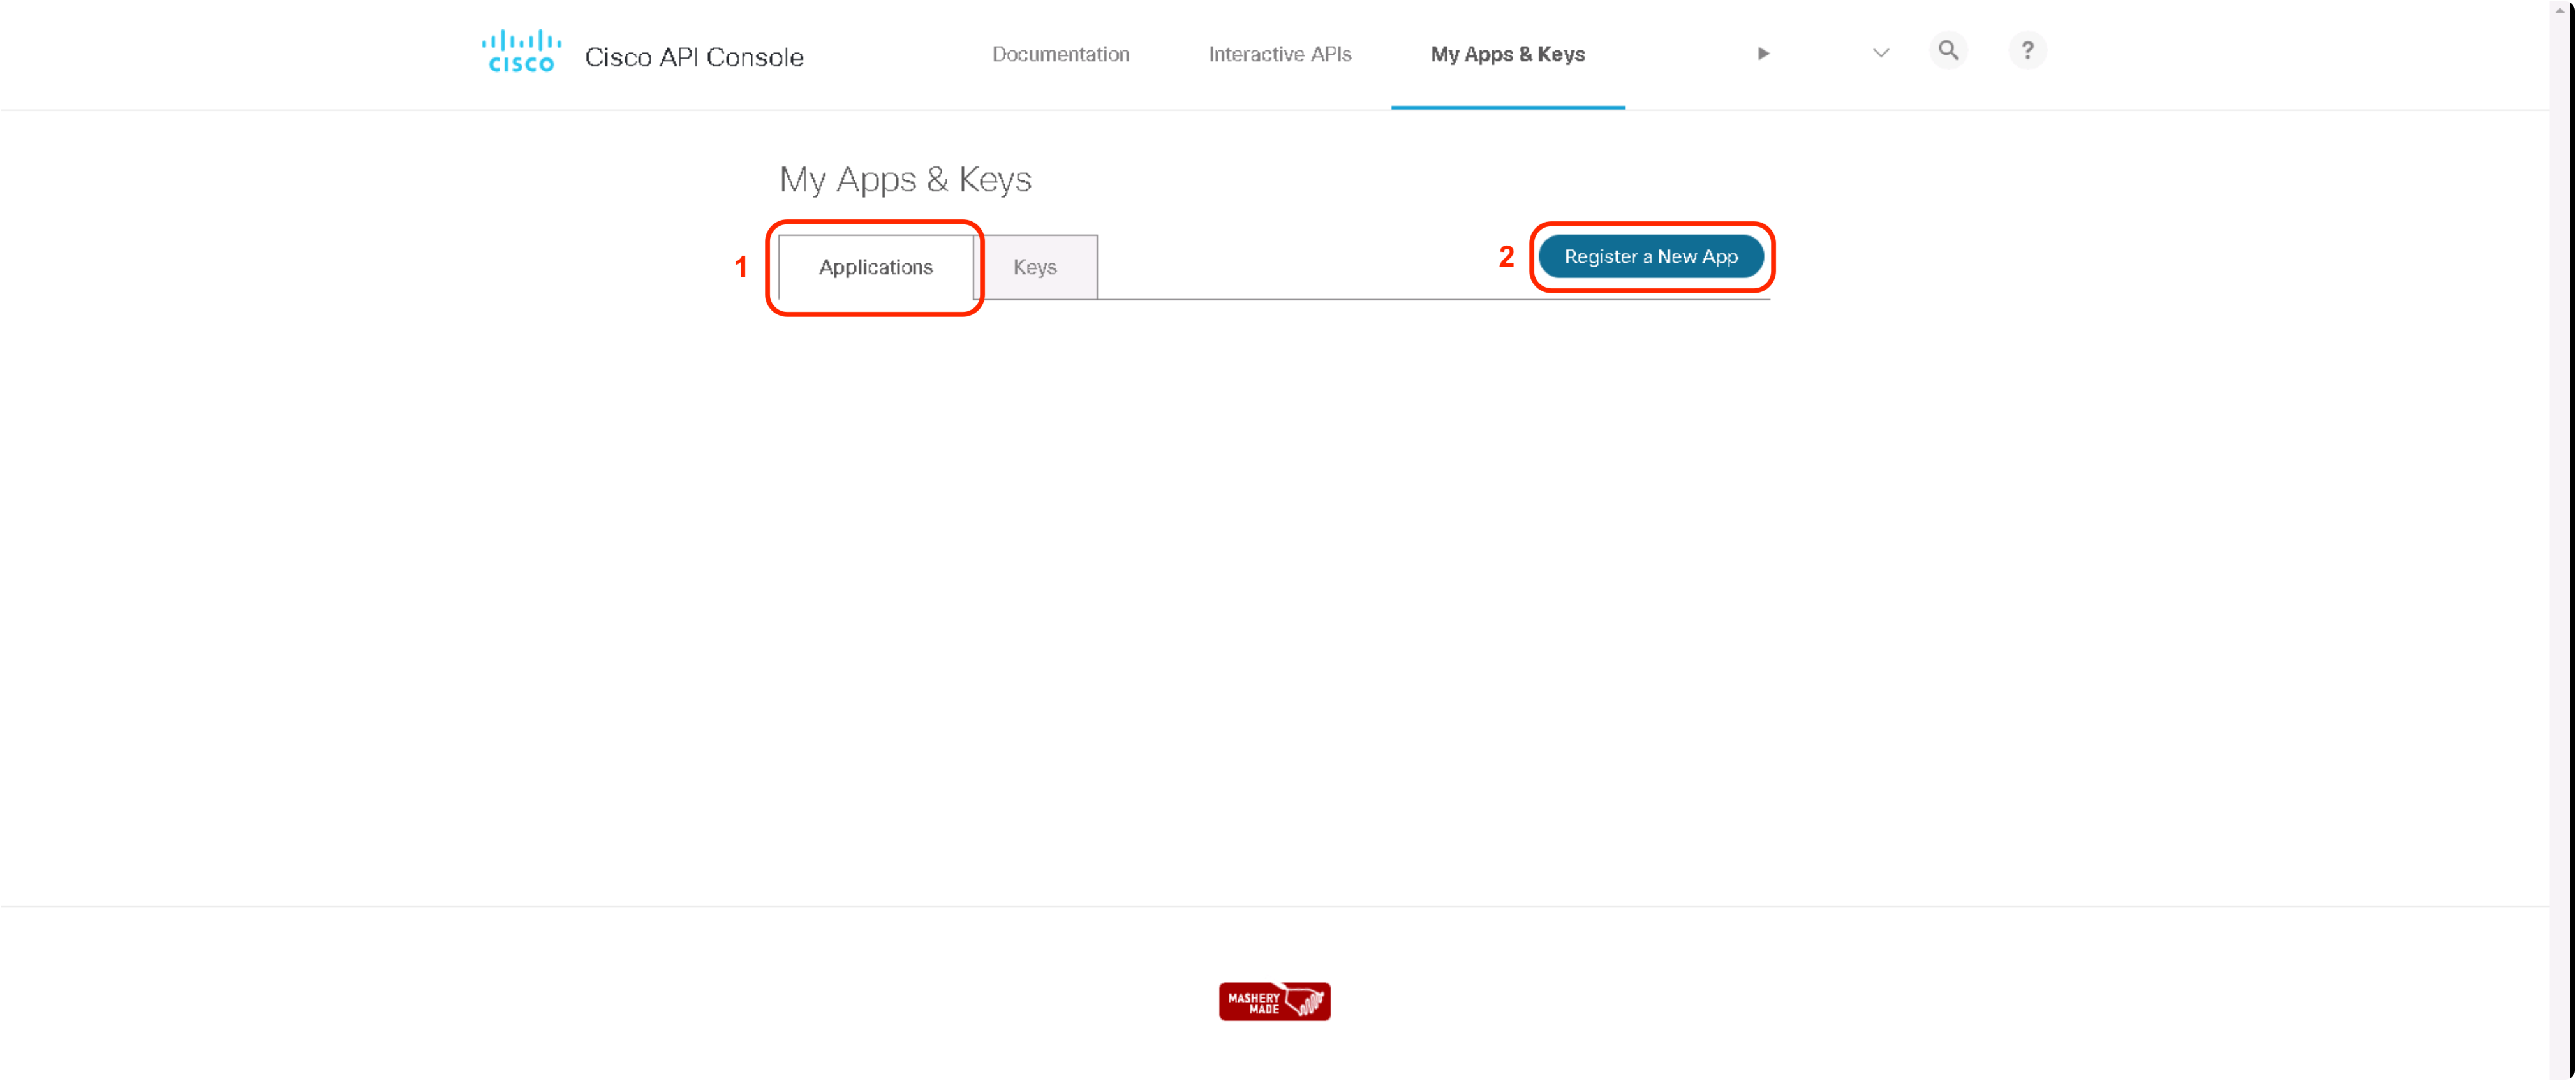 CISCO Cisco API Console Documentation Interactive APIs My Apps & Keys ?
My Apps & Keys
1 Applications Keys 2 Register a New App
MASHERY
MADE